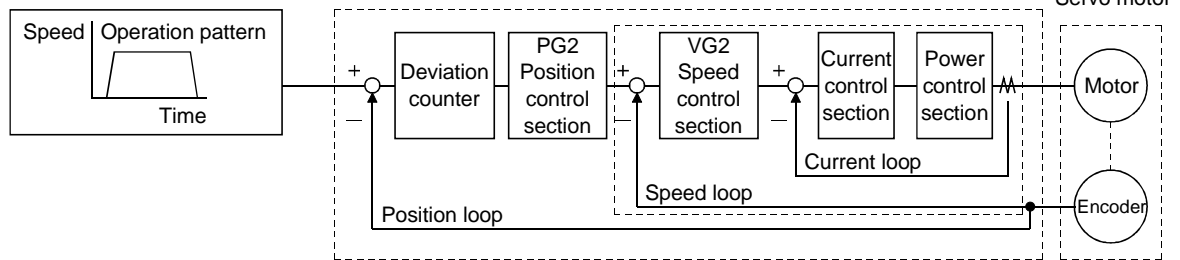 Servo motor
Speed
Operation pattern
Time
+
−
Deviation
counter
PG2
Position
control
section
+
−
VG2
Speed
control
section
+
−
Current
control
section
Power
control
section
Motor
Current loop
Speed loop
Position loop
Encoder